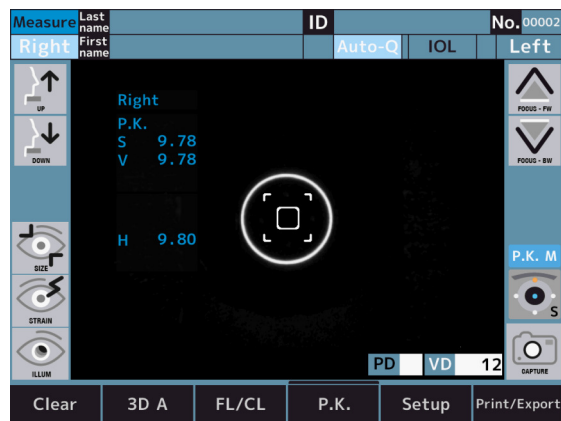 Measure Last name ID No. 00002
Right First name Auto-Q IOL Left
UP
DOWN
SIZE
STRAIN
ILLUM
Right
P.K.
S 9.78
V 9.78
H 9.80
FOCUS - FW
FOCUS - BW
P.K. M
S
CAPTURE
PD VD 12
Clear 3D A FL/CL P.K. Setup Print/Export